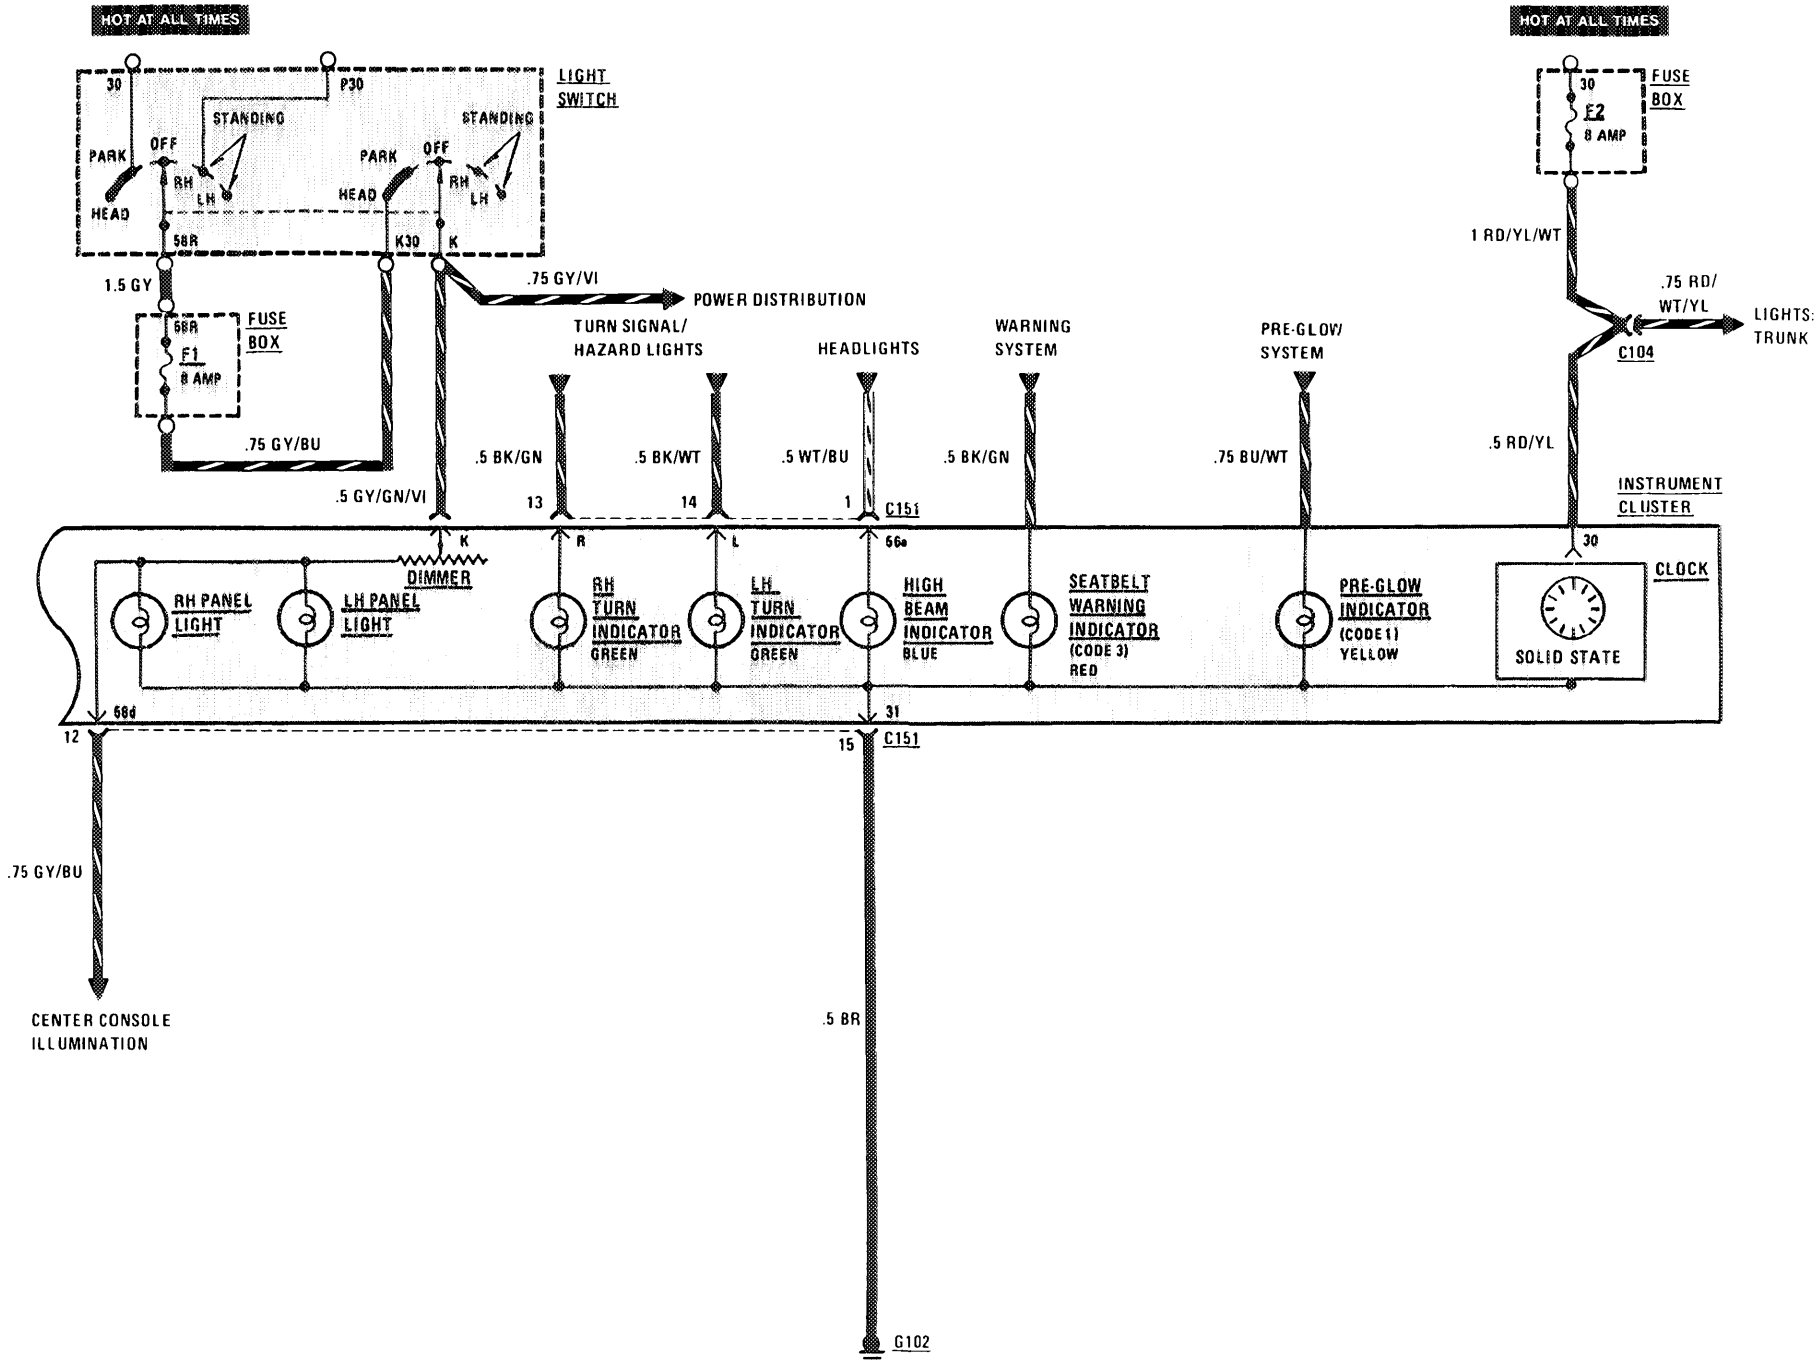 HOT AT ALL TIMES
HOT AT ALL TIMES
30
P30
LIGHT
SWITCH
STANDING
STANDING
PARK
OFF
RH
LH
HEAD
PARK
OFF
RH
LH
HEAD
58R
K30
K
30
F2
8 AMP
FUSE
BOX
1.5 GY
58R
F1
8 AMP
FUSE
BOX
.75 GY/VI
POWER DISTRIBUTION
1 RD/YL/WT
.75 RD/
WT/YL
LIGHTS:
TRUNK
C104
TURN SIGNAL/
HAZARD LIGHTS
HEADLIGHTS
WARNING
SYSTEM
PRE-GLOW
SYSTEM
.75 GY/BU
.5 GY/GN/VI
.5 BK/GN
.5 BK/WT
.5 WT/BU
.5 BK/GN
.75 BU/WT
.5 RD/YL
13
14
1
C151
INSTRUMENT
CLUSTER
K
R
L
56a
30
DIMMER
RH PANEL
LIGHT
LH PANEL
LIGHT
RH
TURN
INDICATOR
GREEN
LH
TURN
INDICATOR
GREEN
HIGH
BEAM
INDICATOR
BLUE
SEATBELT
WARNING
INDICATOR
(CODE 3)
RED
PRE-GLOW
INDICATOR
(CODE 1)
YELLOW
CLOCK
SOLID STATE
58d
31
12
15
C151
.75 GY/BU
CENTER CONSOLE
ILLUMINATION
.5 BR
G102